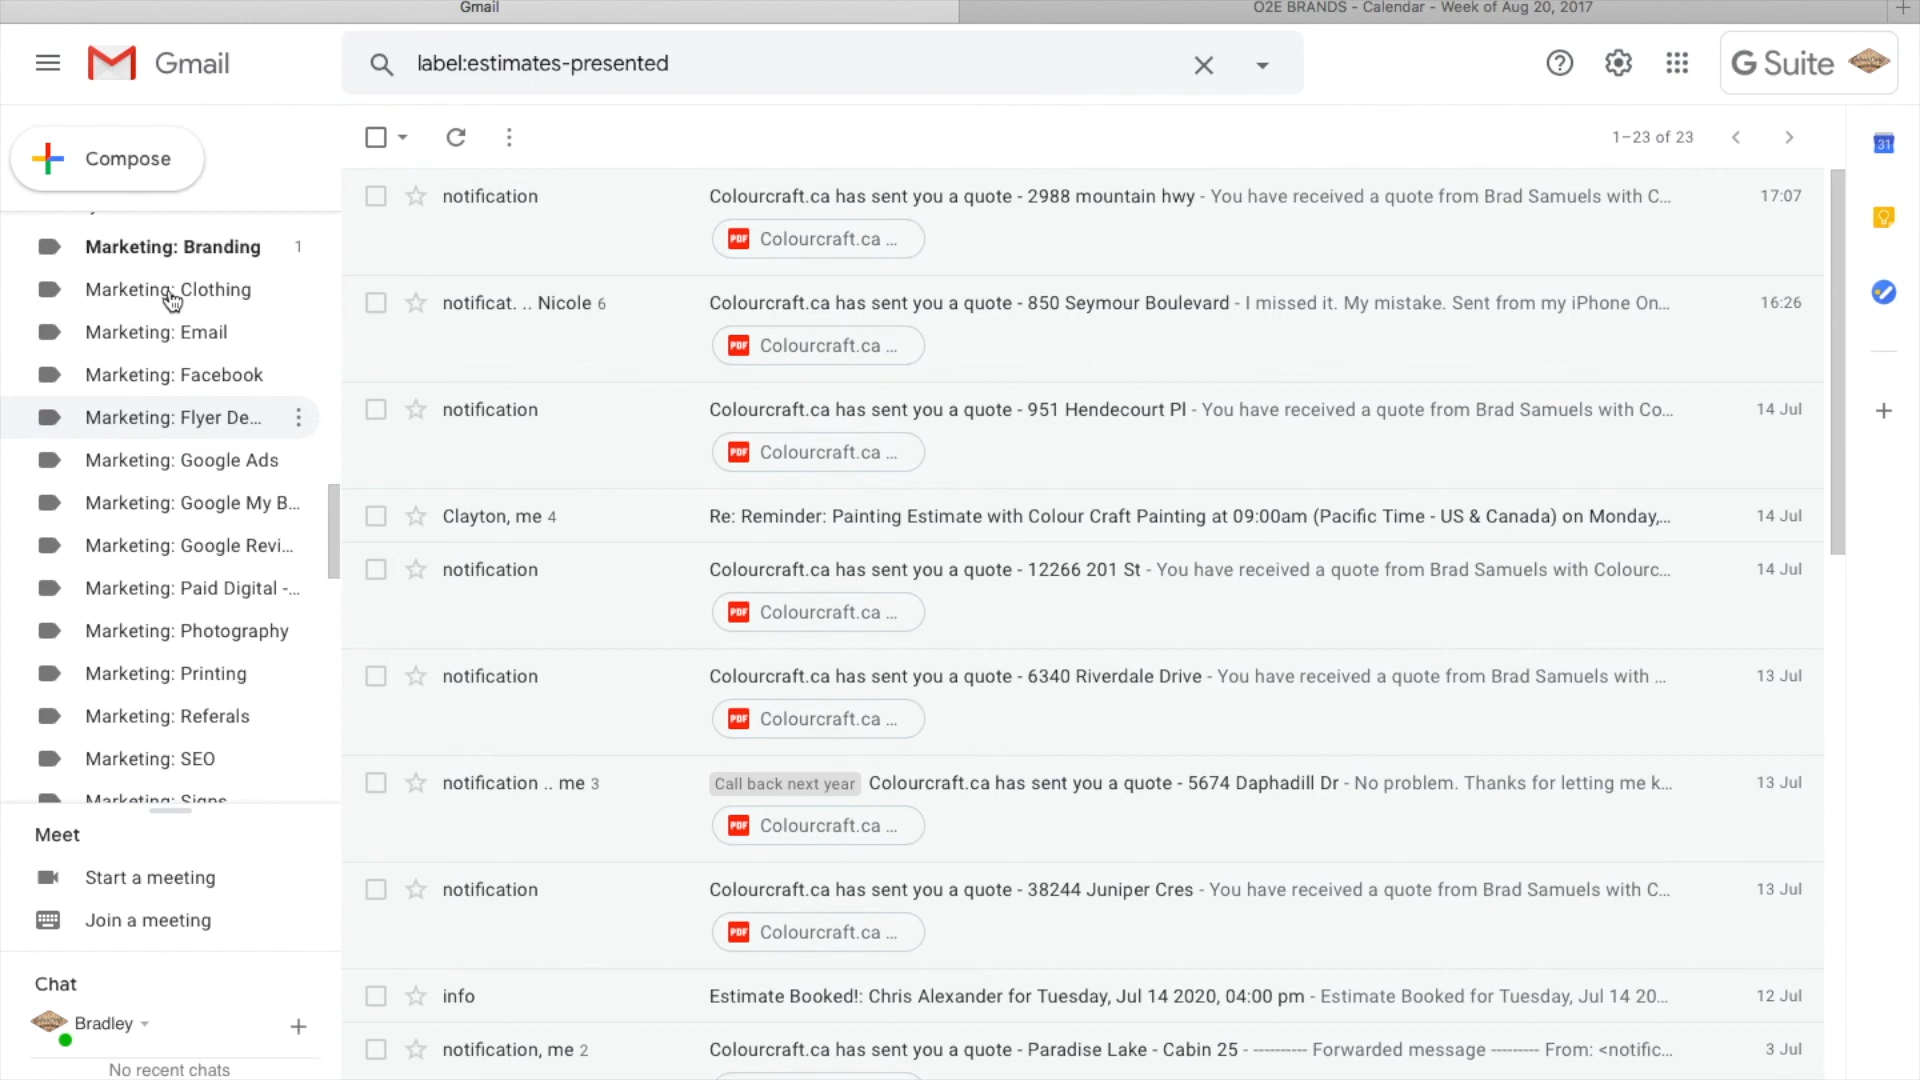 Gmail
O2E BRANDS - Calendar - Week of Aug 20, 2017
Gmail
label:estimates-presented
G Suite
Compose
1–23 of 23
31
Marketing: Branding 1
Marketing: Clothing
Marketing: Email
Marketing: Facebook
Marketing: Flyer De...
Marketing: Google Ads
Marketing: Google My B...
Marketing: Google Revi...
Marketing: Paid Digital -...
Marketing: Photography
Marketing: Printing
Marketing: Referrals
Marketing: SEO
Marketing: Signs
Meet
Start a meeting
Join a meeting
Chat
Bradley
No recent chats
notification Colourcraft.ca has sent you a quote - 2988 mountain hwy - You have received a quote from Brad Samuels with C... 17:07
PDF Colourcraft.ca ...
notificat. .. Nicole 6 Colourcraft.ca has sent you a quote - 850 Seymour Boulevard - I missed it. My mistake. Sent from my iPhone On... 16:26
PDF Colourcraft.ca ...
notification Colourcraft.ca has sent you a quote - 951 Hendecourt Pl - You have received a quote from Brad Samuels with Co... 14 Jul
PDF Colourcraft.ca ...
Clayton, me 4 Re: Reminder: Painting Estimate with Colour Craft Painting at 09:00am (Pacific Time - US & Canada) on Monday,... 14 Jul
notification Colourcraft.ca has sent you a quote - 12266 201 St - You have received a quote from Brad Samuels with Colourc... 14 Jul
PDF Colourcraft.ca ...
notification Colourcraft.ca has sent you a quote - 6340 Riverdale Drive - You have received a quote from Brad Samuels with ... 13 Jul
PDF Colourcraft.ca ...
notification .. me 3 Call back next year Colourcraft.ca has sent you a quote - 5674 Daphadill Dr - No problem. Thanks for letting me k... 13 Jul
PDF Colourcraft.ca ...
notification Colourcraft.ca has sent you a quote - 38244 Juniper Cres - You have received a quote from Brad Samuels with C... 13 Jul
PDF Colourcraft.ca ...
info Estimate Booked!: Chris Alexander for Tuesday, Jul 14 2020, 04:00 pm - Estimate Booked for Tuesday, Jul 14 20... 12 Jul
notification, me 2 Colourcraft.ca has sent you a quote - Paradise Lake - Cabin 25 - ---------- Forwarded message --------- From: <notific... 3 Jul